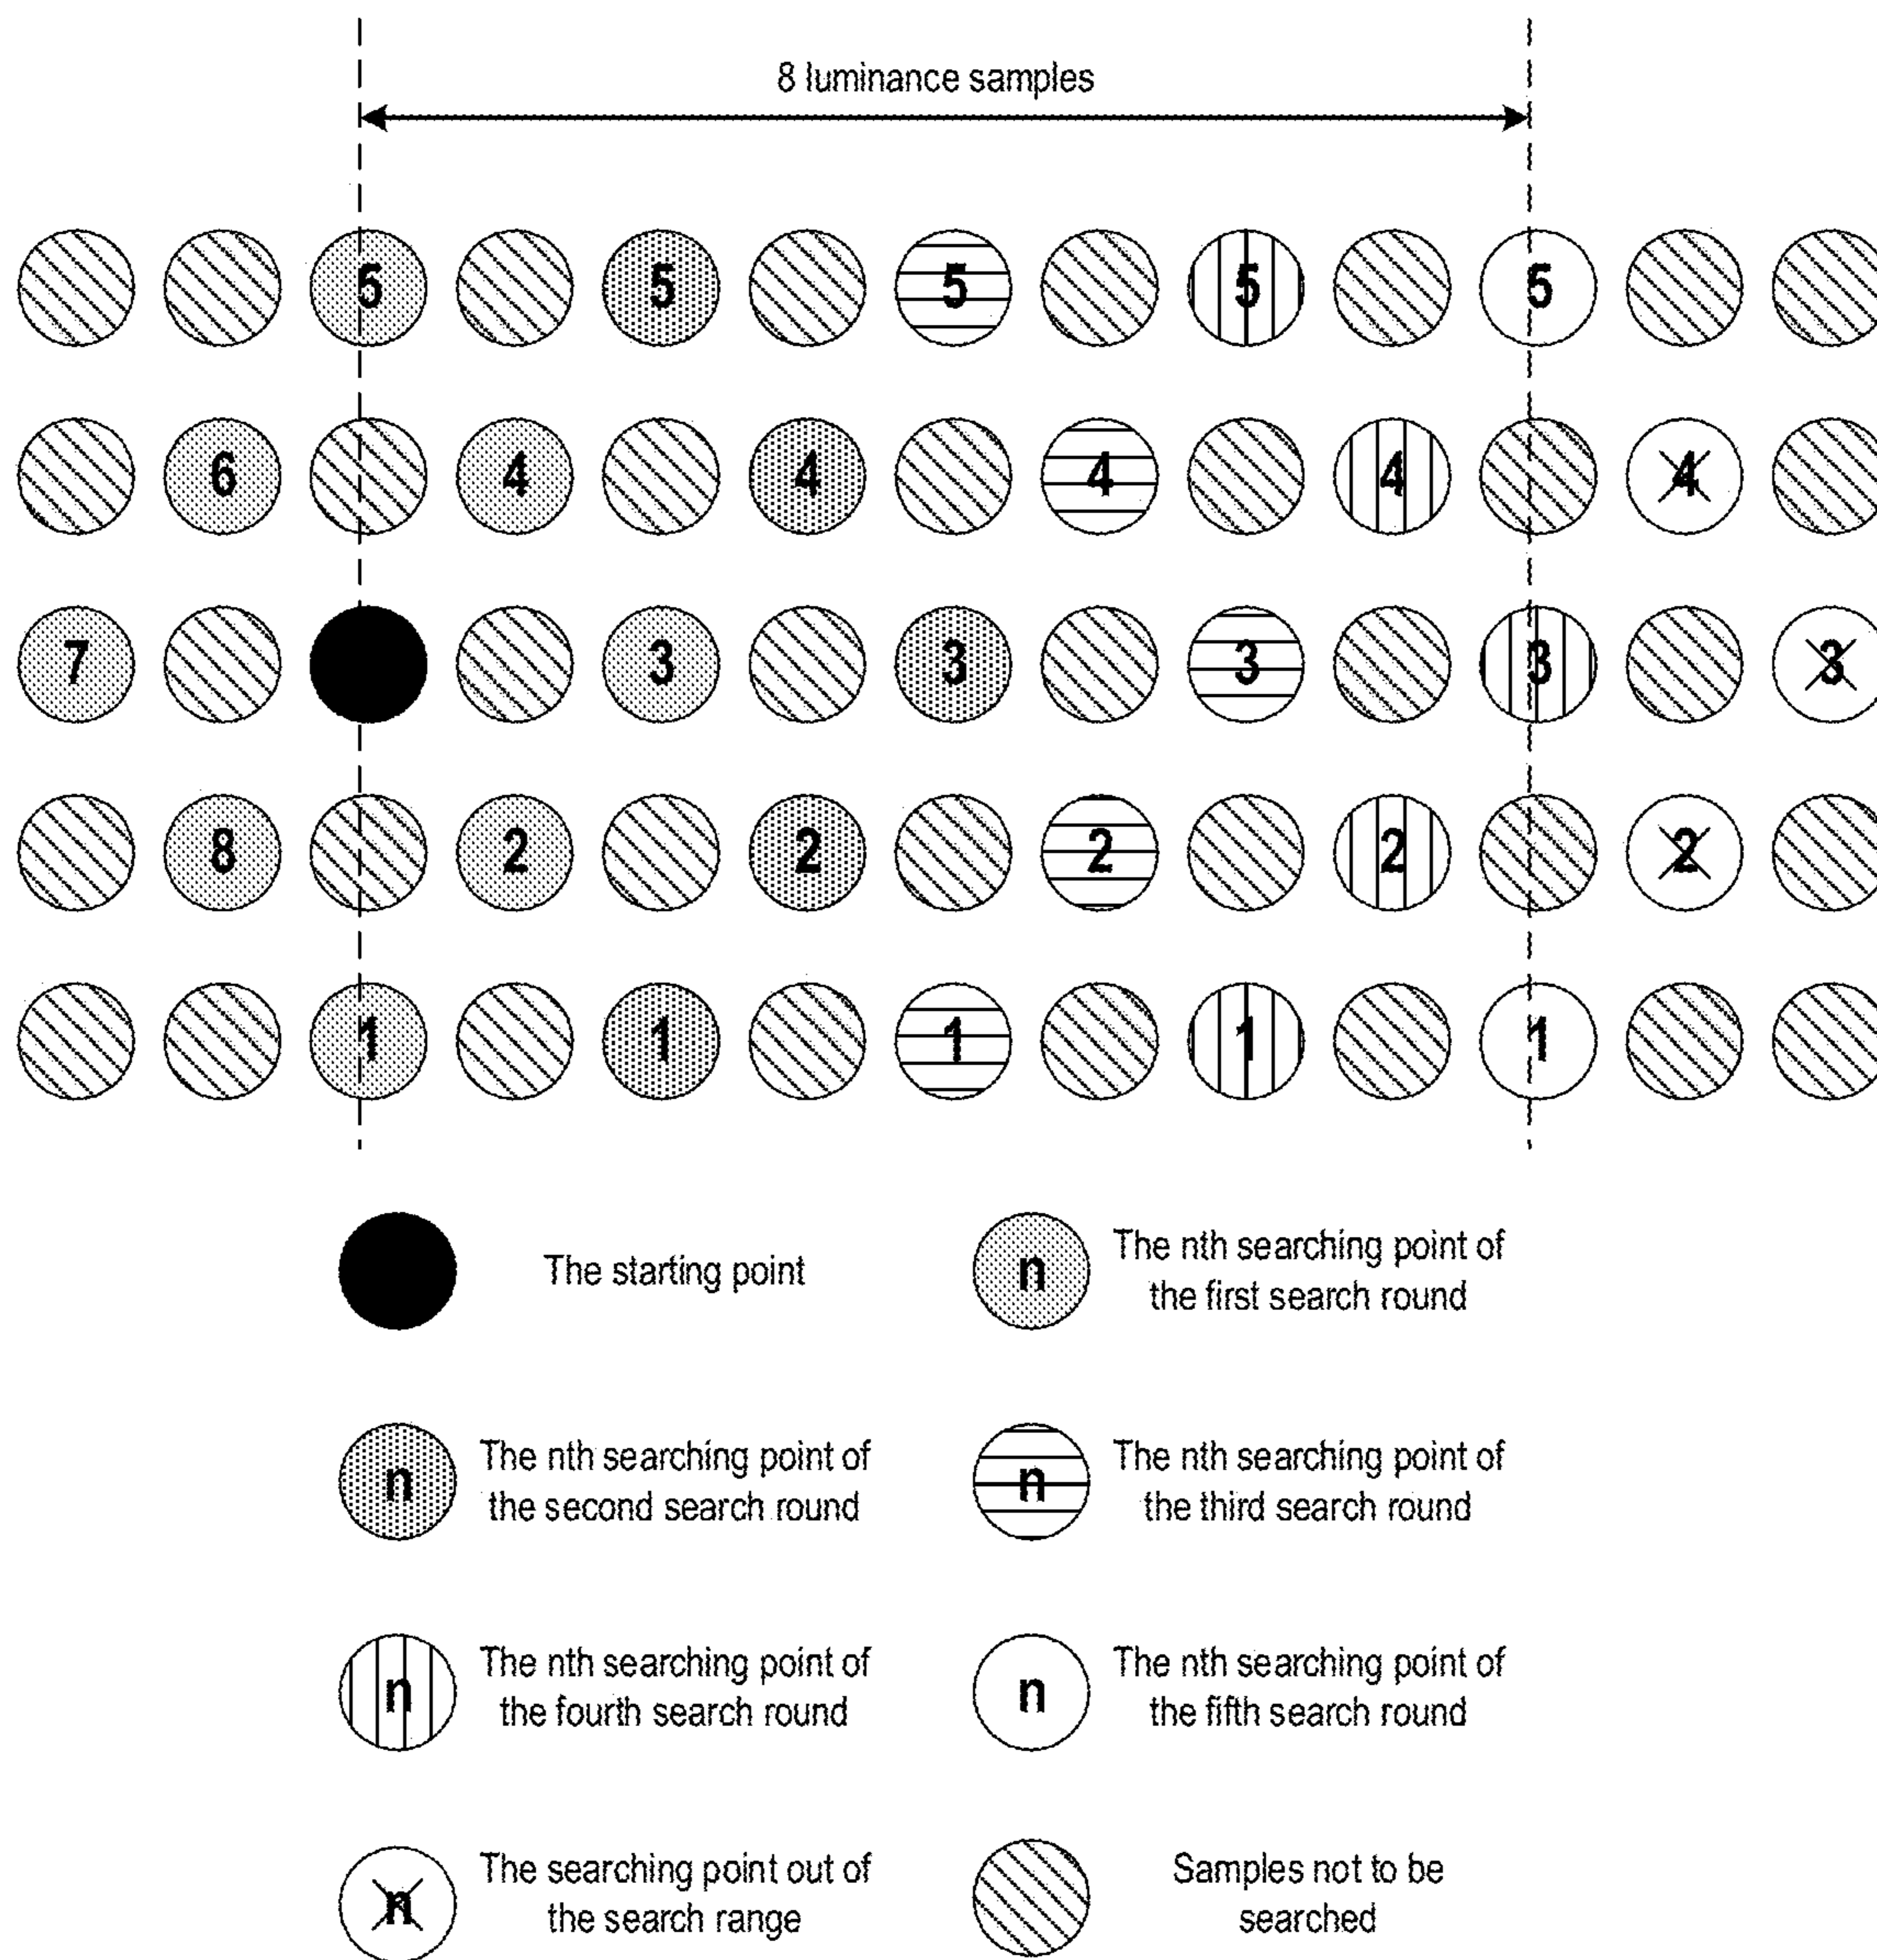 8 luminance samples
5 5 5 5 5
6 4 4 4 4 4
7 3 3 3 3 3
8 2 2 2 2 2
1 1 1 1 1
The starting point
n
The nth searching point of
the first search round
n
The nth searching point of
the second search round
n
The nth searching point of
the third search round
n
The nth searching point of
the fourth search round
n
The nth searching point of
the fifth search round
n
The searching point out of
the search range
Samples not to be
searched